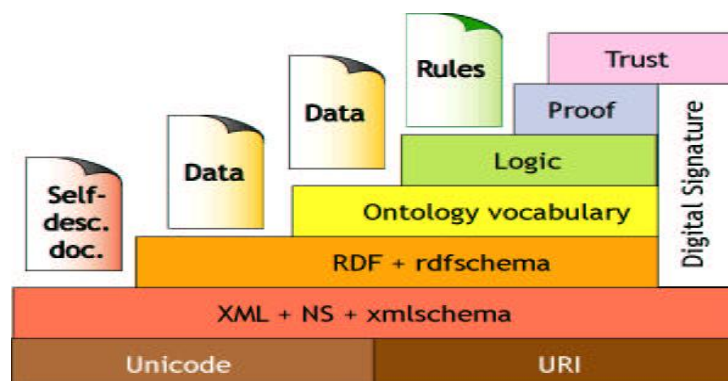 Trust
Rules
Proof
Data
Logic
Data
Self-
desc.
doc.
Ontology vocabulary
Digital Signature
RDF + rdfschema
XML + NS + xmlschema
Unicode
URI